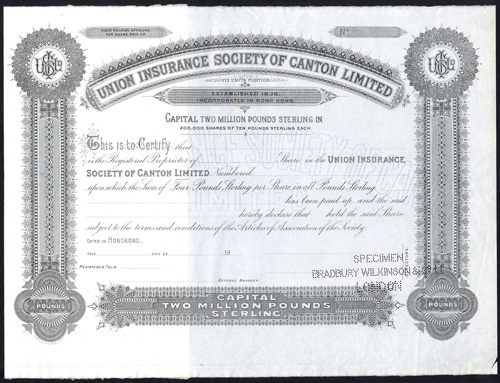 FOUR POUNDS STERLING
PER SHARE PAID UP
No
UNION INSURANCE SOCIETY OF CANTON LIMITED
VIS UNITA FORTIOR
ESTABLISHED 1835.
INCORPORATED IN HONG KONG.
CAPITAL TWO MILLION POUNDS STERLING IN
200,000 SHARES OF TEN POUNDS STERLING EACH.
This is to Certify that
is the Registered Proprietor of Share in the UNION INSURANCE
SOCIETY OF CANTON LIMITED, Numbered
upon which the Sum of Four Pounds Sterling per Share in all Pounds Sterling
has been paid up, and the said
hereby declare that hold the said Share
subject to the terms and conditions of the Articles of Association of the Society.
DATED IN HONGKONG,
THIS DAY OF 19
DIRECTORS.
REGISTERED FOLIO
GENERAL MANAGER
SPECIMEN
BRADBURY WILKINSON & Co
LONDON
POUNDS
CAPITAL
TWO MILLION POUNDS
STERLING.
POUNDS